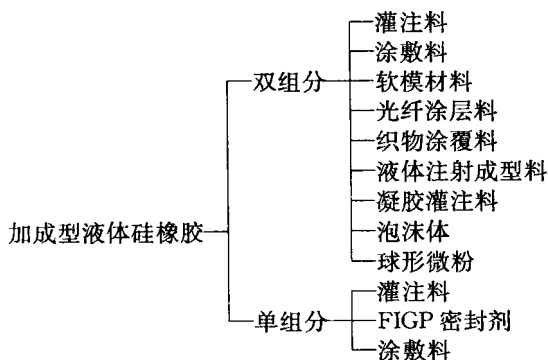 灌注料
涂敷料
双组分
软模材料
光纤涂层料
织物涂覆料
液体注射成型料
凝胶灌注料
加成型液体硅橡胶
泡沫体
球形微粉
灌注料
单组分
FIGP 密封剂
涂敷料